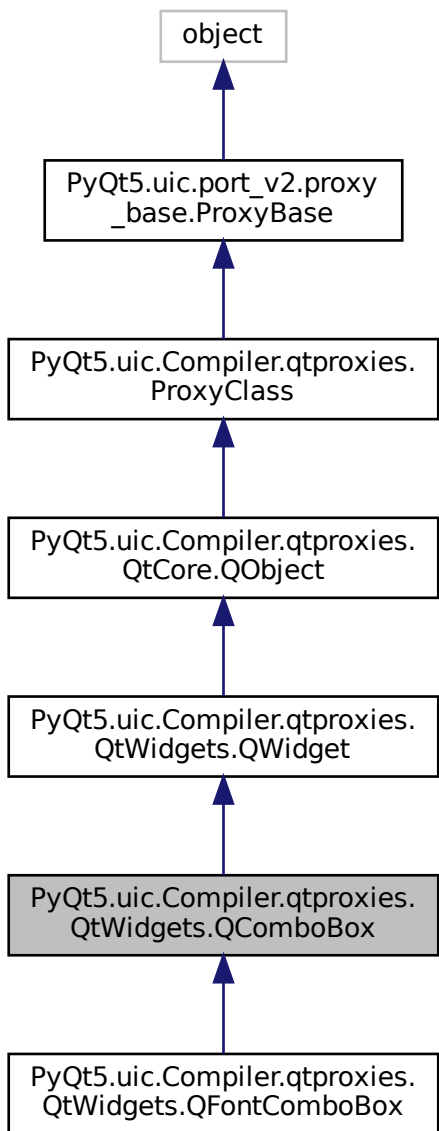 object
PyQt5.uic.port_v2.proxy
_base.ProxyBase
PyQt5.uic.Compiler.qtproxies.
ProxyClass
PyQt5.uic.Compiler.qtproxies.
QtCore.QObject
PyQt5.uic.Compiler.qtproxies.
QtWidgets.QWidget
PyQt5.uic.Compiler.qtproxies.
QtWidgets.QComboBox
PyQt5.uic.Compiler.qtproxies.
QtWidgets.QFontComboBox